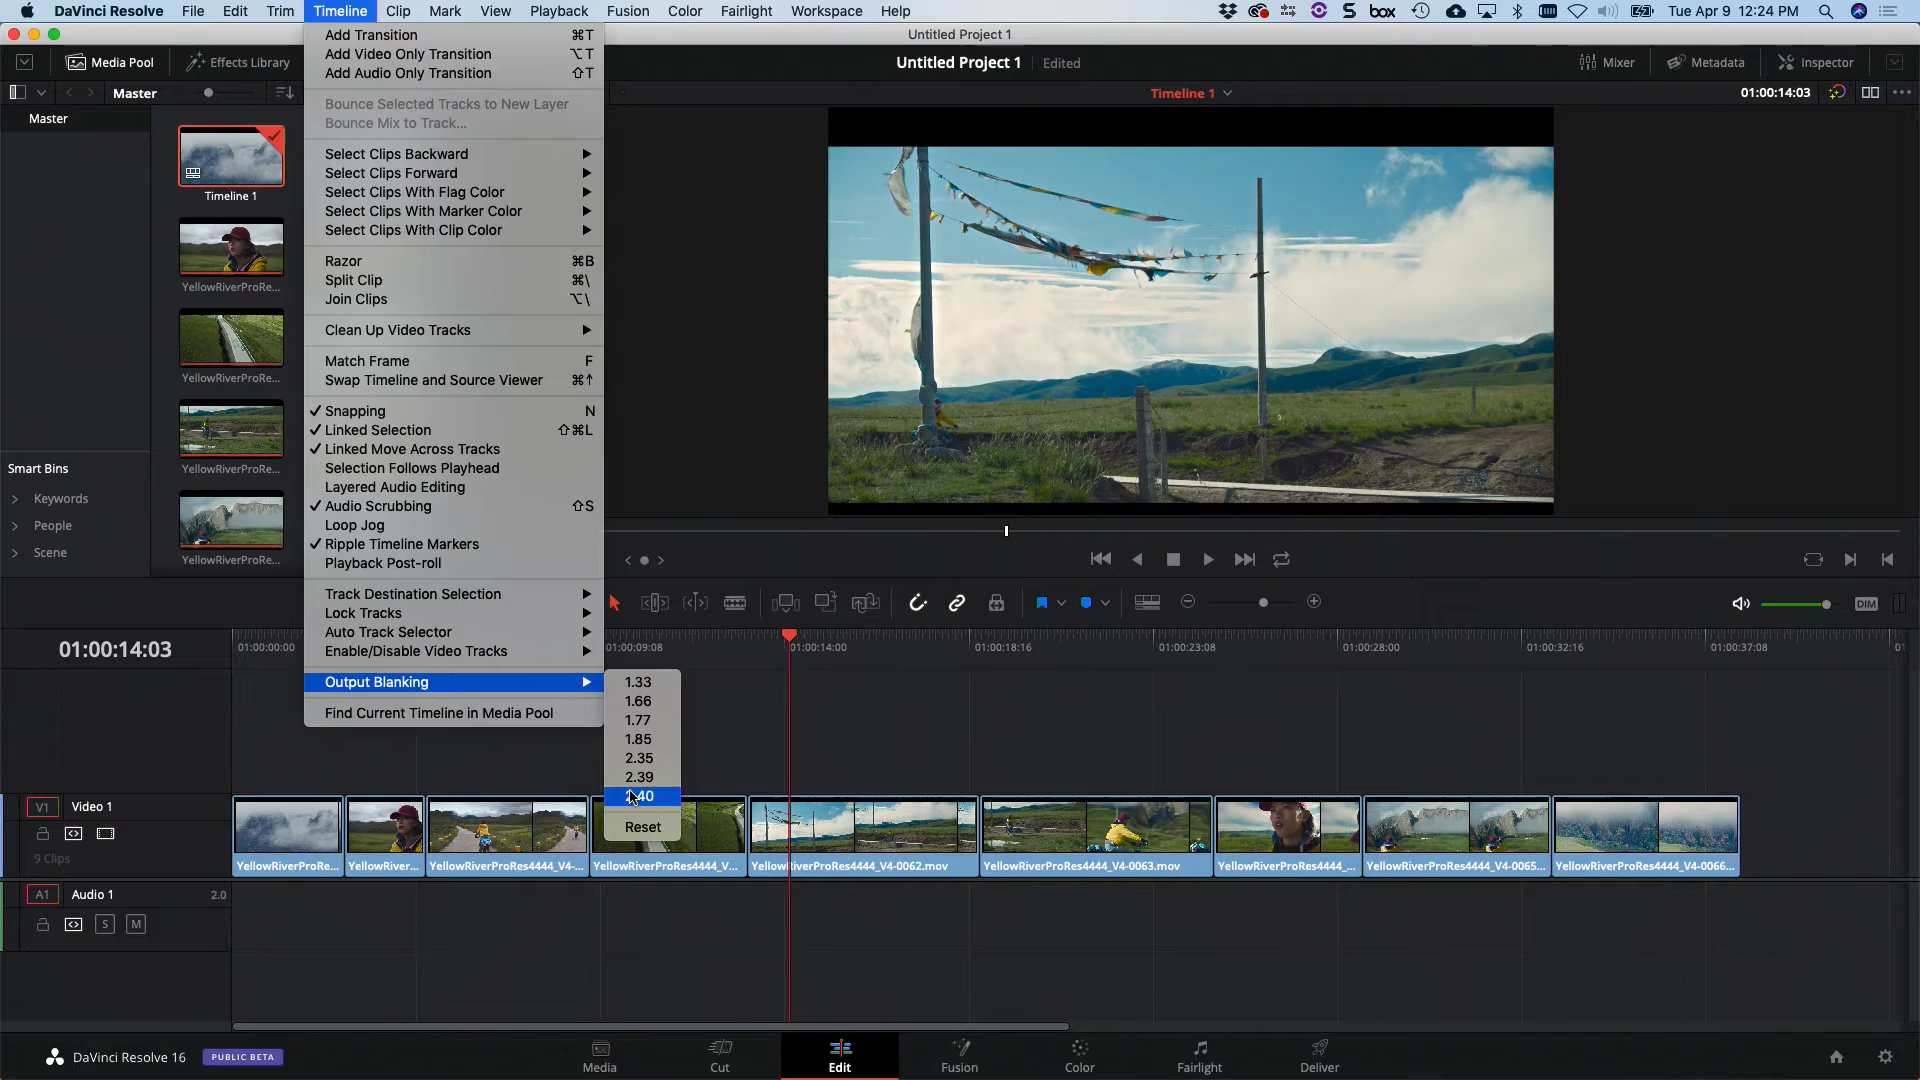 DaVinci Resolve File Edit Trim Timeline Clip Mark View Playback Fusion Color Fairlight Workspace Help
box Tue Apr 9 12:24 PM
Untitled Project 1
Media Pool Effects Library
Untitled Project 1 Edited
Mixer Metadata Inspector
Master
Timeline 1
01:00:14:03
Master
Timeline 1
YellowRiverProRe...
YellowRiverProRe...
YellowRiverProRe...
YellowRiverProRe...
Smart Bins
Keywords
People
Scene
Add Transition ⌘T
Add Video Only Transition ⌥T
Add Audio Only Transition ⇧T
Bounce Selected Tracks to New Layer
Bounce Mix to Track...
Select Clips Backward
Select Clips Forward
Select Clips With Flag Color
Select Clips With Marker Color
Select Clips With Clip Color
Razor ⌘B
Split Clip ⌘\
Join Clips ⌥\
Clean Up Video Tracks
Match Frame F
Swap Timeline and Source Viewer ⌘↑
✓ Snapping N
✓ Linked Selection ⇧⌘L
✓ Linked Move Across Tracks
Selection Follows Playhead
Layered Audio Editing
✓ Audio Scrubbing ⇧S
Loop Jog
✓ Ripple Timeline Markers
Playback Post-roll
Track Destination Selection
Lock Tracks
Auto Track Selector
Enable/Disable Video Tracks
Output Blanking
Find Current Timeline in Media Pool
1.33
1.66
1.77
1.85
2.35
2.39
2.40
Reset
DIM
01:00:14:03
01:00:00:00 01:00:09:08 01:00:14:00 01:00:18:16 01:00:23:08 01:00:28:00 01:00:32:16 01:00:37:08 01
V1 Video 1
9 Clips
YellowRiverProRe... YellowRiver... YellowRiverProRes4444_V4-... YellowRiverProRes4444_V... YellowRiverProRes4444_V4-0062.mov YellowRiverProRes4444_V4-0063.mov YellowRiverProRes4444_... YellowRiverProRes4444_V4-0065... YellowRiverProRes4444_V4-0066...
A1 Audio 1 2.0
S M
DaVinci Resolve 16 PUBLIC BETA
Media Cut Edit Fusion Color Fairlight Deliver